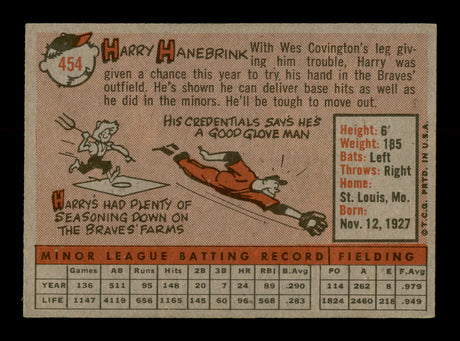 454
HARRY HANEBRINK
With Wes Covington's leg giv-
ing him trouble, Harry
was given a chance this year to try his hand in the Braves'
outfield. He's shown he can deliver base hits as well as
he did in the minors. He'll be tough to move out.
HIS CREDENTIALS SAY'S HE'S
A GOOD GLOVE MAN
HARRY'S HAD PLENTY OF
SEASONING DOWN ON
THE BRAVES' FARMS
Height: 6'
Weight: 185
Bats: Left
Throws: Right
Home:
St. Louis, Mo.
Born:
Nov. 12, 1927
© T.C.G. PRTD. IN U.S.A.
MINOR LEAGUE BATTING RECORD FIELDING
Games AB Runs Hits 2B 3B HR RBI B.Avg PO A E F.Avg
YEAR 136 511 95 148 20 7 24 89 .290 114 262 8 .979
LIFE 1147 4119 656 1165 145 60 96 568 .283 1824 2460 218 .949